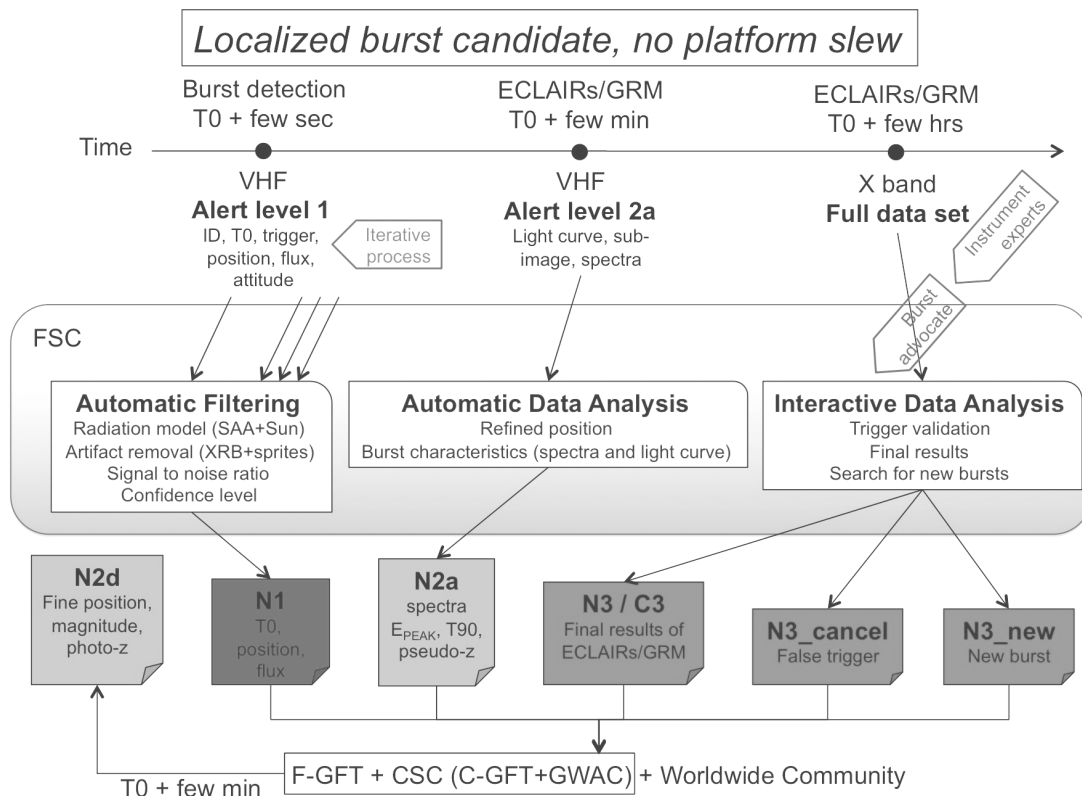 Localized burst candidate, no platform slew
Burst detection
T0 + few sec
ECLAIRs/GRM
T0 + few min
ECLAIRs/GRM
T0 + few hrs
Time
VHF
Alert level 1
ID, T0, trigger,
position, flux,
attitude
Iterative
process
VHF
Alert level 2a
Light curve, sub-
image, spectra
X band
Full data set
Instrument
experts
Burst
advocate
FSC
Automatic Filtering
Radiation model (SAA+Sun)
Artifact removal (XRB+sprites)
Signal to noise ratio
Confidence level
Automatic Data Analysis
Refined position
Burst characteristics (spectra and light curve)
Interactive Data Analysis
Trigger validation
Final results
Search for new bursts
N2d
Fine position,
magnitude,
photo-z
N1
T0,
position,
flux
N2a
spectra
EPEAK, T90,
pseudo-z
N3 / C3
Final results of
ECLAIRs/GRM
N3_cancel
False trigger
N3_new
New burst
T0 + few min
F-GFT + CSC (C-GFT+GWAC) + Worldwide Community